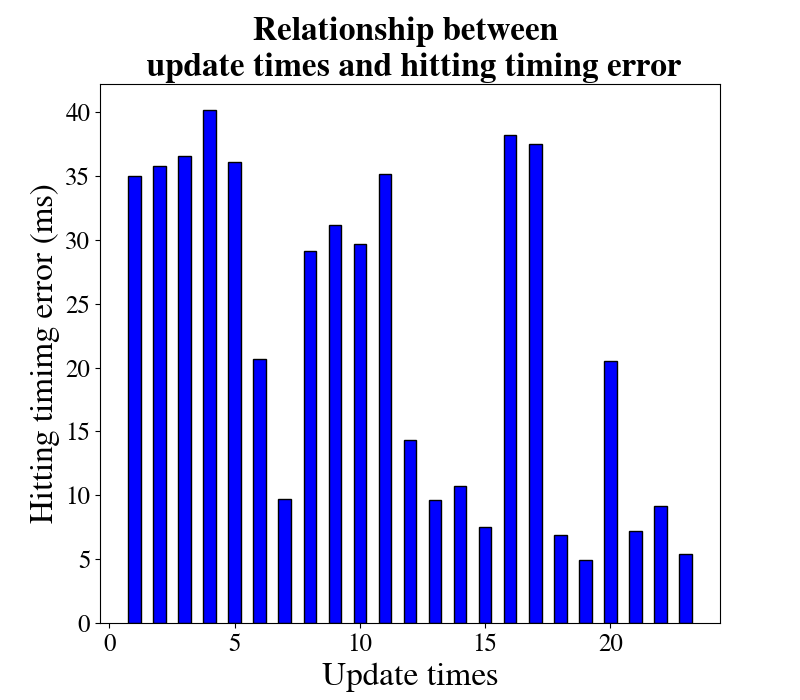 Relationship between
update times and hitting timing error
Hitting timimg error (ms)
40
35
30
25
20
15
10
5
0
0 5 10 15 20
Update times